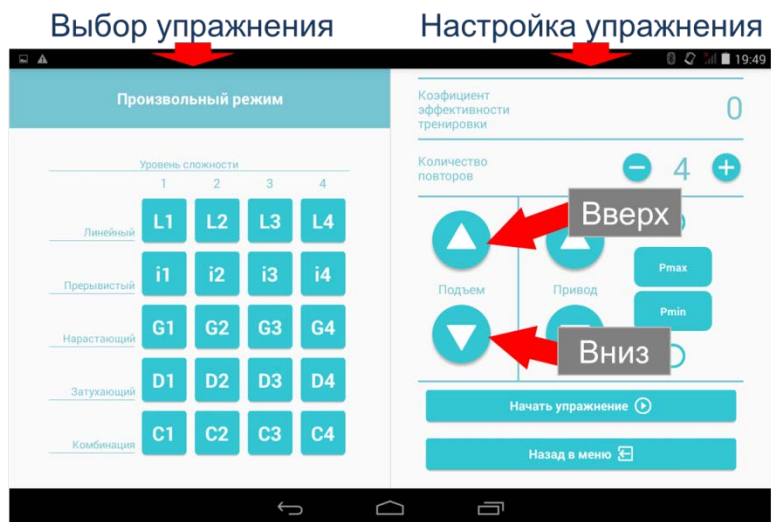 Выбор упражнения
Настройка упражнения
19:49
Произвольный режим
Уровень сложности
1 2 3 4
Линейный L1 L2 L3 L4
Прерывистый i1 i2 i3 i4
Нарастающий G1 G2 G3 G4
Затухающий D1 D2 D3 D4
Комбинация C1 C2 C3 C4
Коэфициент
эффективности
тренировки
0
Количество
повторов
4
Вверх
Pmax
Подъем
Привод
Pmin
Вниз
Начать упражнение
Назад в меню